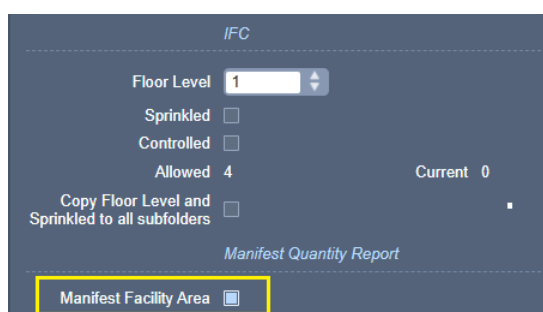 IFC
Floor Level 1
Sprinkled
Controlled
Allowed 4 Current 0
Copy Floor Level and
Sprinkled to all subfolders
Manifest Quantity Report
Manifest Facility Area